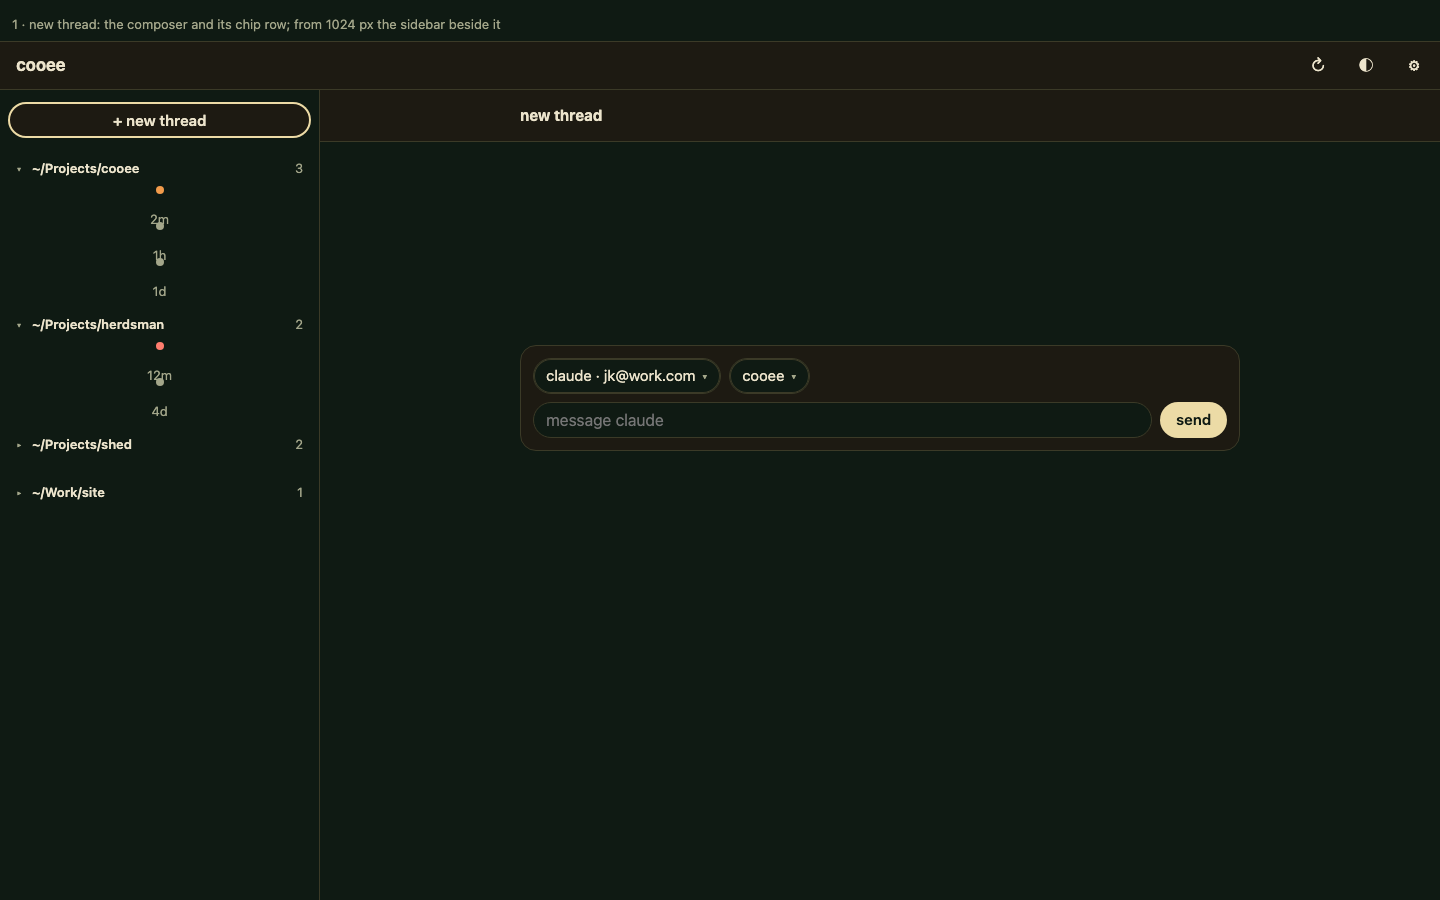 1 · new thread: the composer and its chip row; from 1024 px the sidebar beside it
cooee
+ new thread
new thread
~/Projects/cooee 3
2m
1h
1d
~/Projects/herdsman 2
12m
4d
~/Projects/shed 2
~/Work/site 1
claude · jk@work.com
cooee
message claude
send